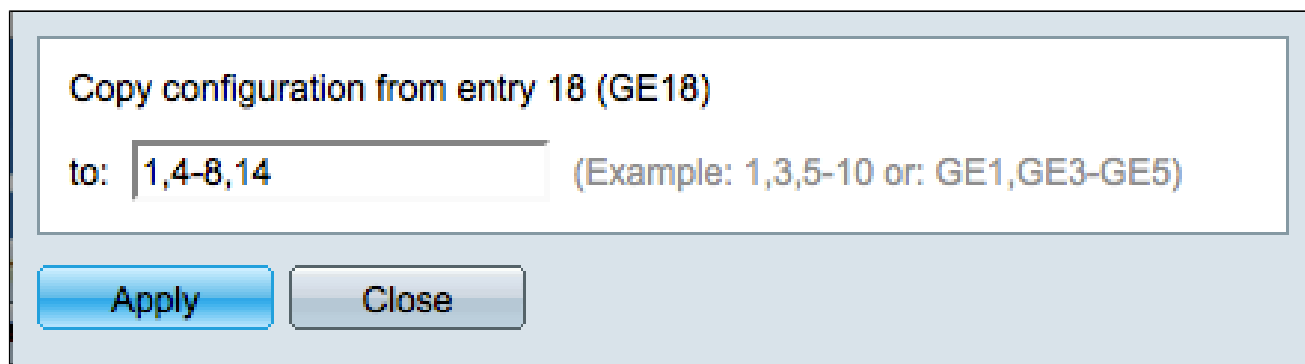 Copy configuration from entry 18 (GE18)
to: 1,4-8,14 (Example: 1,3,5-10 or: GE1,GE3-GE5)
Apply Close